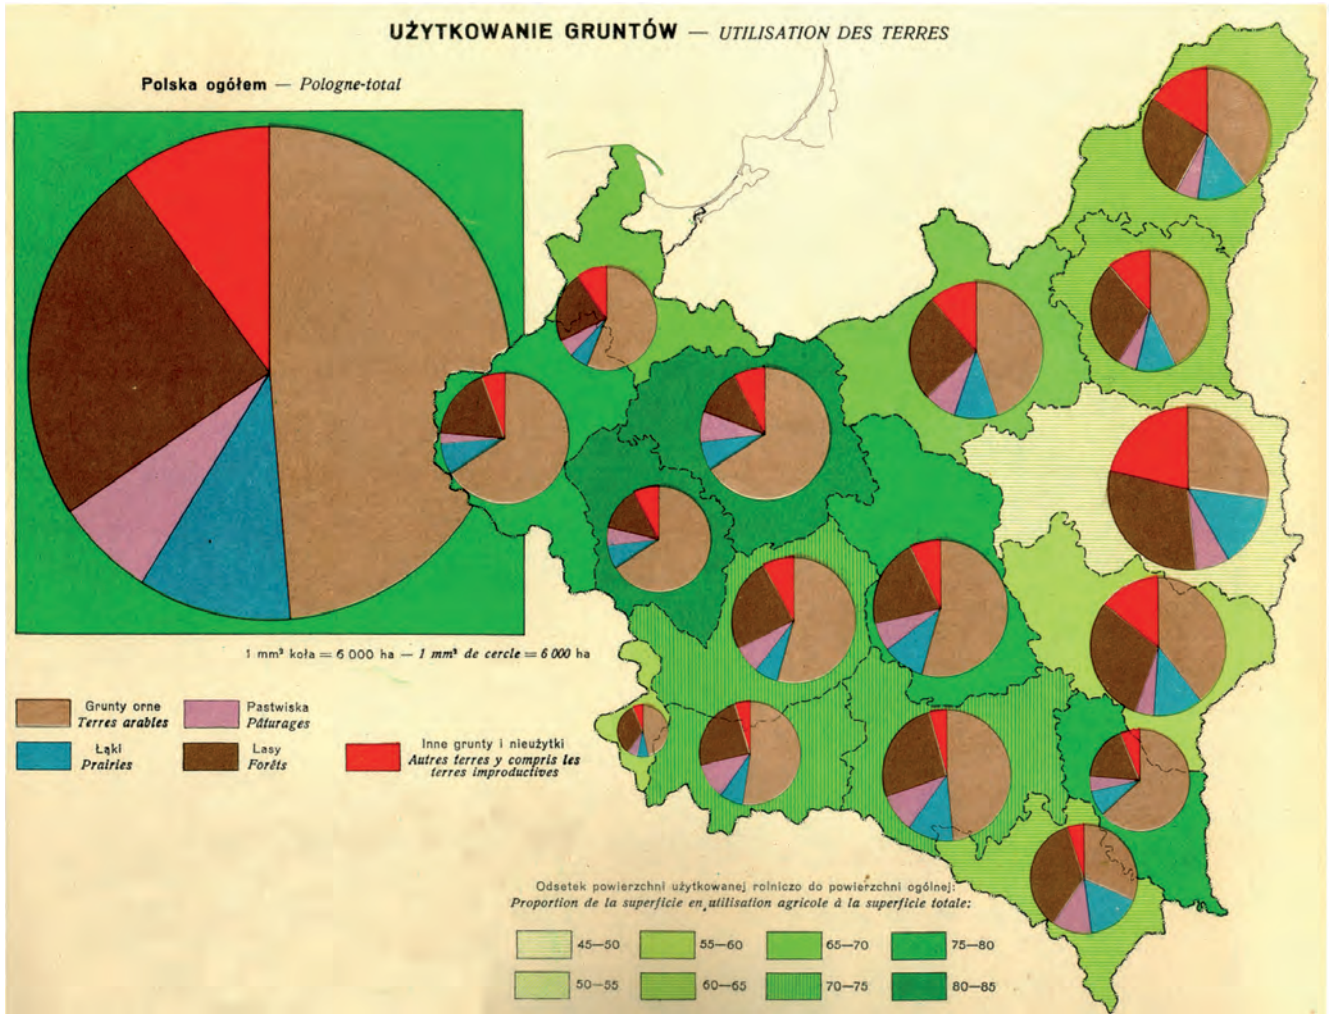 UŻYTKOWANIE GRUNTÓW — UTILISATION DES TERRES
Polska ogółem — Pologne-total
1 mm² koła = 6 000 ha — 1 mm² de cercle = 6 000 ha
Grunty orne
Terres arables
Pastwiska
Pâturages
Łąki
Prairies
Lasy
Forêts
Inne grunty i nieużytki
Autres terres y compris les
terres improductives
Odsetek powierzchni użytkowanej rolniczo do powierzchni ogólnej:
Proportion de la superficie en utilisation agricole à la superficie totale:
45—50
55—60
65—70
75—80
50—55
60—65
70—75
80—85